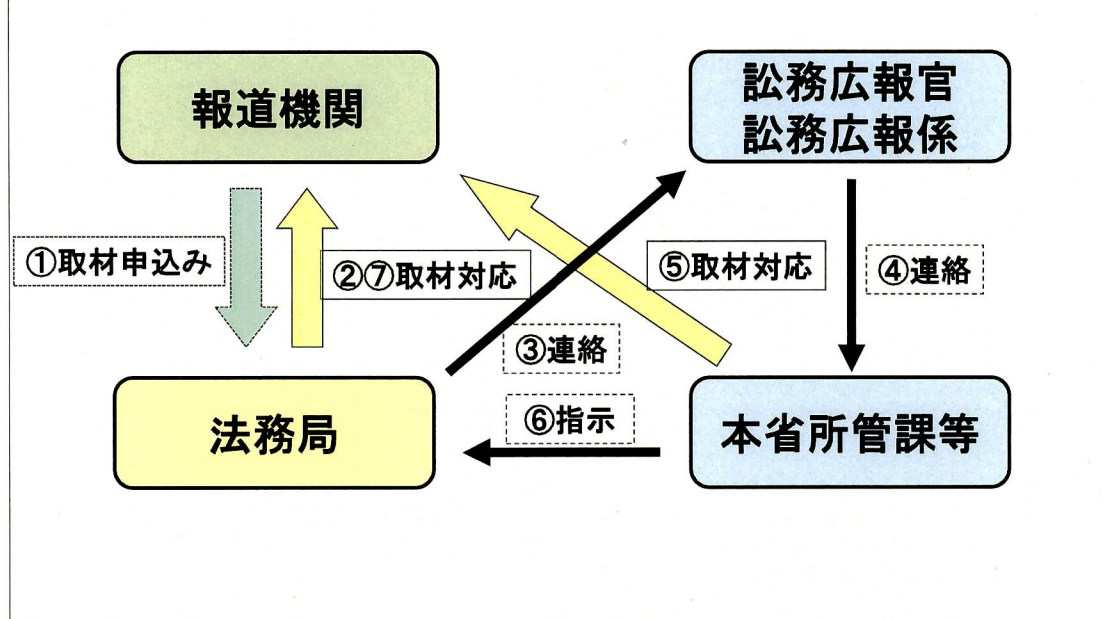 報道機関
訟務広報官
訟務広報係
①取材申込み
②⑦取材対応
⑤取材対応
④連絡
③連絡
⑥指示
法務局
本省所管課等